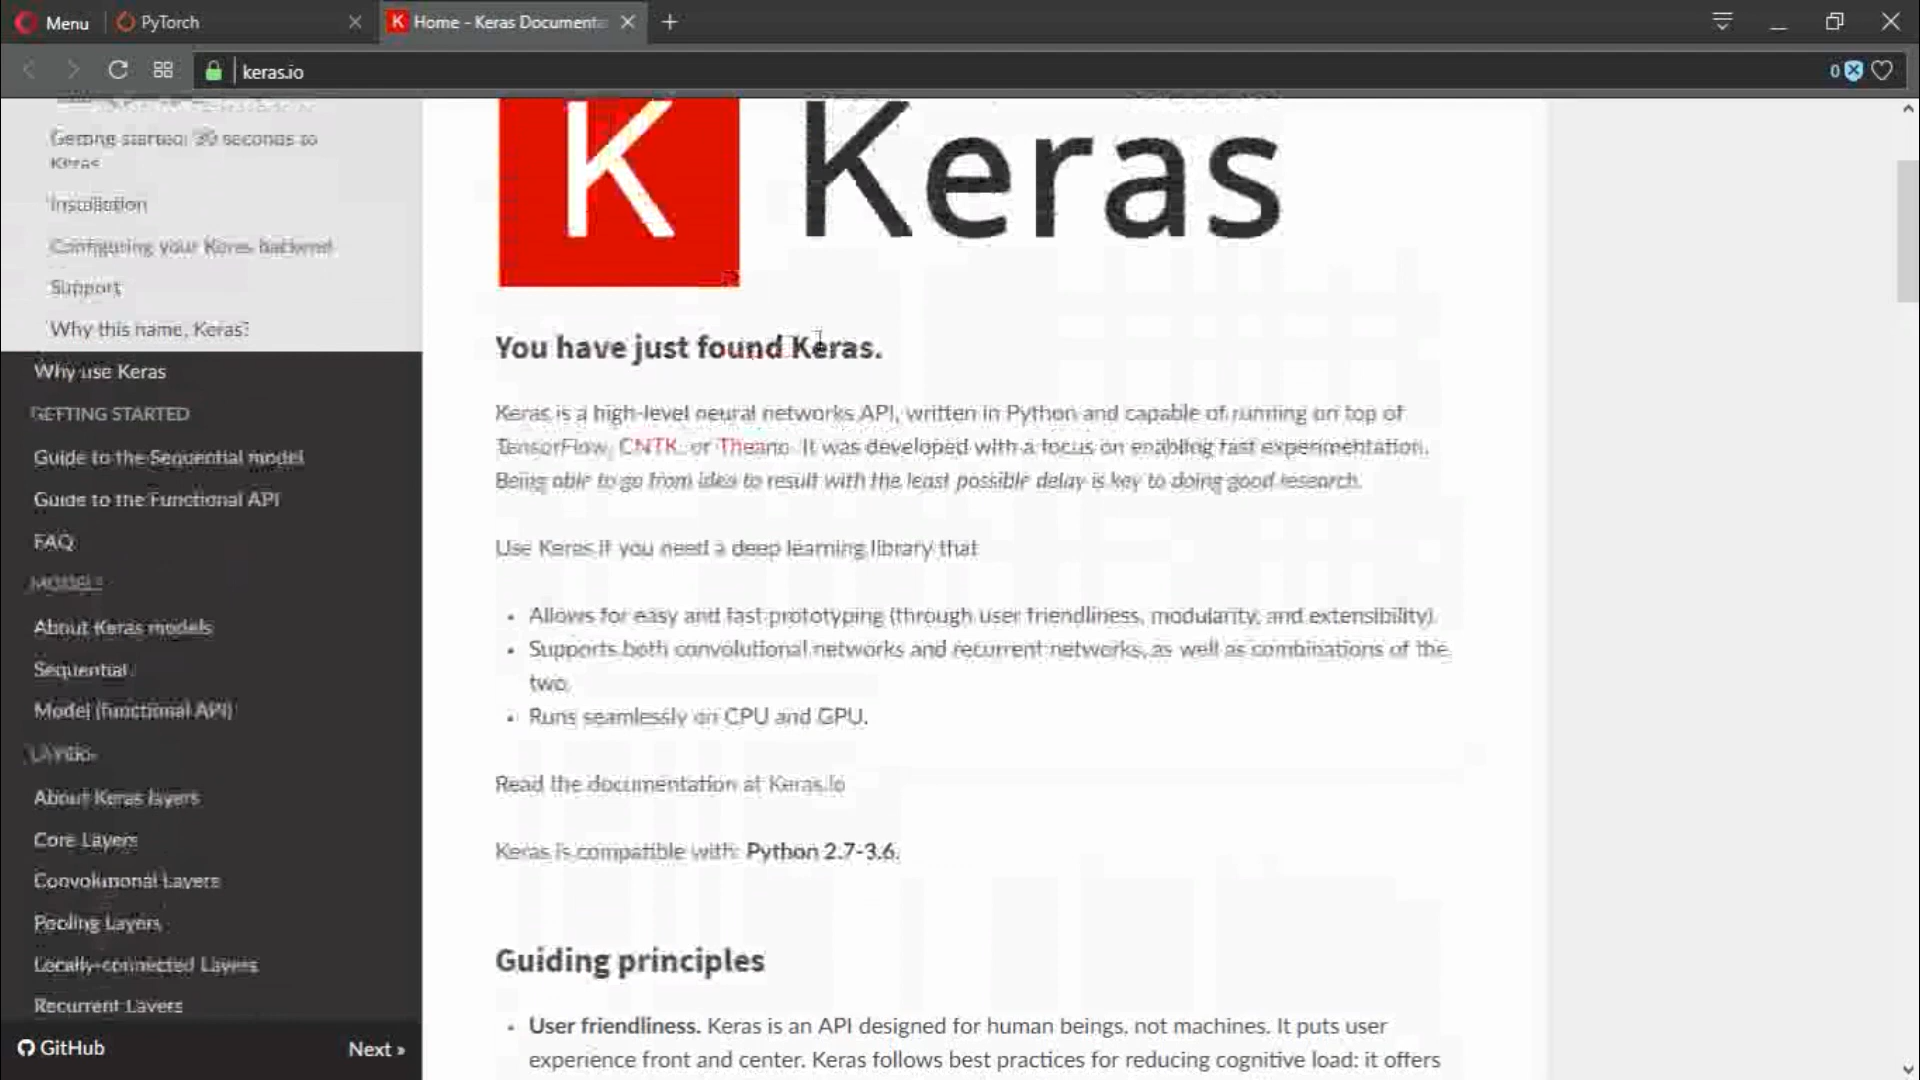 Menu
PyTorch
Home - Keras Documenta
keras.io
0
Getting started: 30 seconds to
Keras
Installation
Configuring your Keras backend
Support
Why this name, Keras?
Why use Keras
GETTING STARTED
Guide to the Sequential model
Guide to the Functional API
FAQ
MODELS
About Keras models
Sequential
Model (functional API)
LAYERS
About Keras layers
Core Layers
Convolutional Layers
Pooling Layers
Locally-connected Layers
Recurrent Layers
GitHub
Next »
K Keras
You have just found Keras.
Keras is a high-level neural networks API, written in Python and capable of running on top of
TensorFlow, CNTK, or Theano. It was developed with a focus on enabling fast experimentation.
Being able to go from idea to result with the least possible delay is key to doing good research.
Use Keras if you need a deep learning library that
• Allows for easy and fast prototyping (through user friendliness, modularity, and extensibility).
• Supports both convolutional networks and recurrent networks, as well as combinations of the
two.
• Runs seamlessly on CPU and GPU.
Read the documentation at Keras.io
Keras is compatible with: Python 2.7-3.6.
Guiding principles
• User friendliness. Keras is an API designed for human beings, not machines. It puts user
experience front and center. Keras follows best practices for reducing cognitive load: it offers